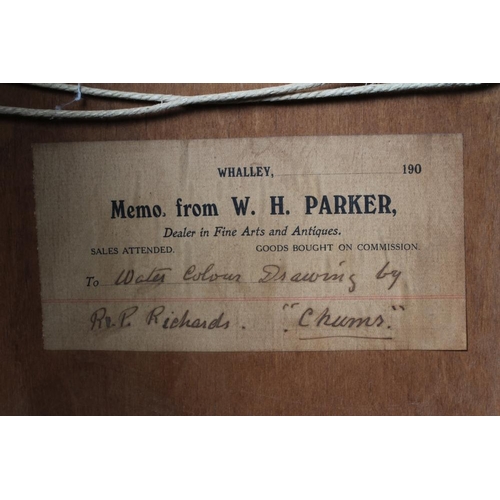 WHALLEY, 190
Memo. from W. H. PARKER,
Dealer in Fine Arts and Antiques.
SALES ATTENDED. GOODS BOUGHT ON COMMISSION.
To Water Colour Drawing by
R. P. Richards. "Chums."